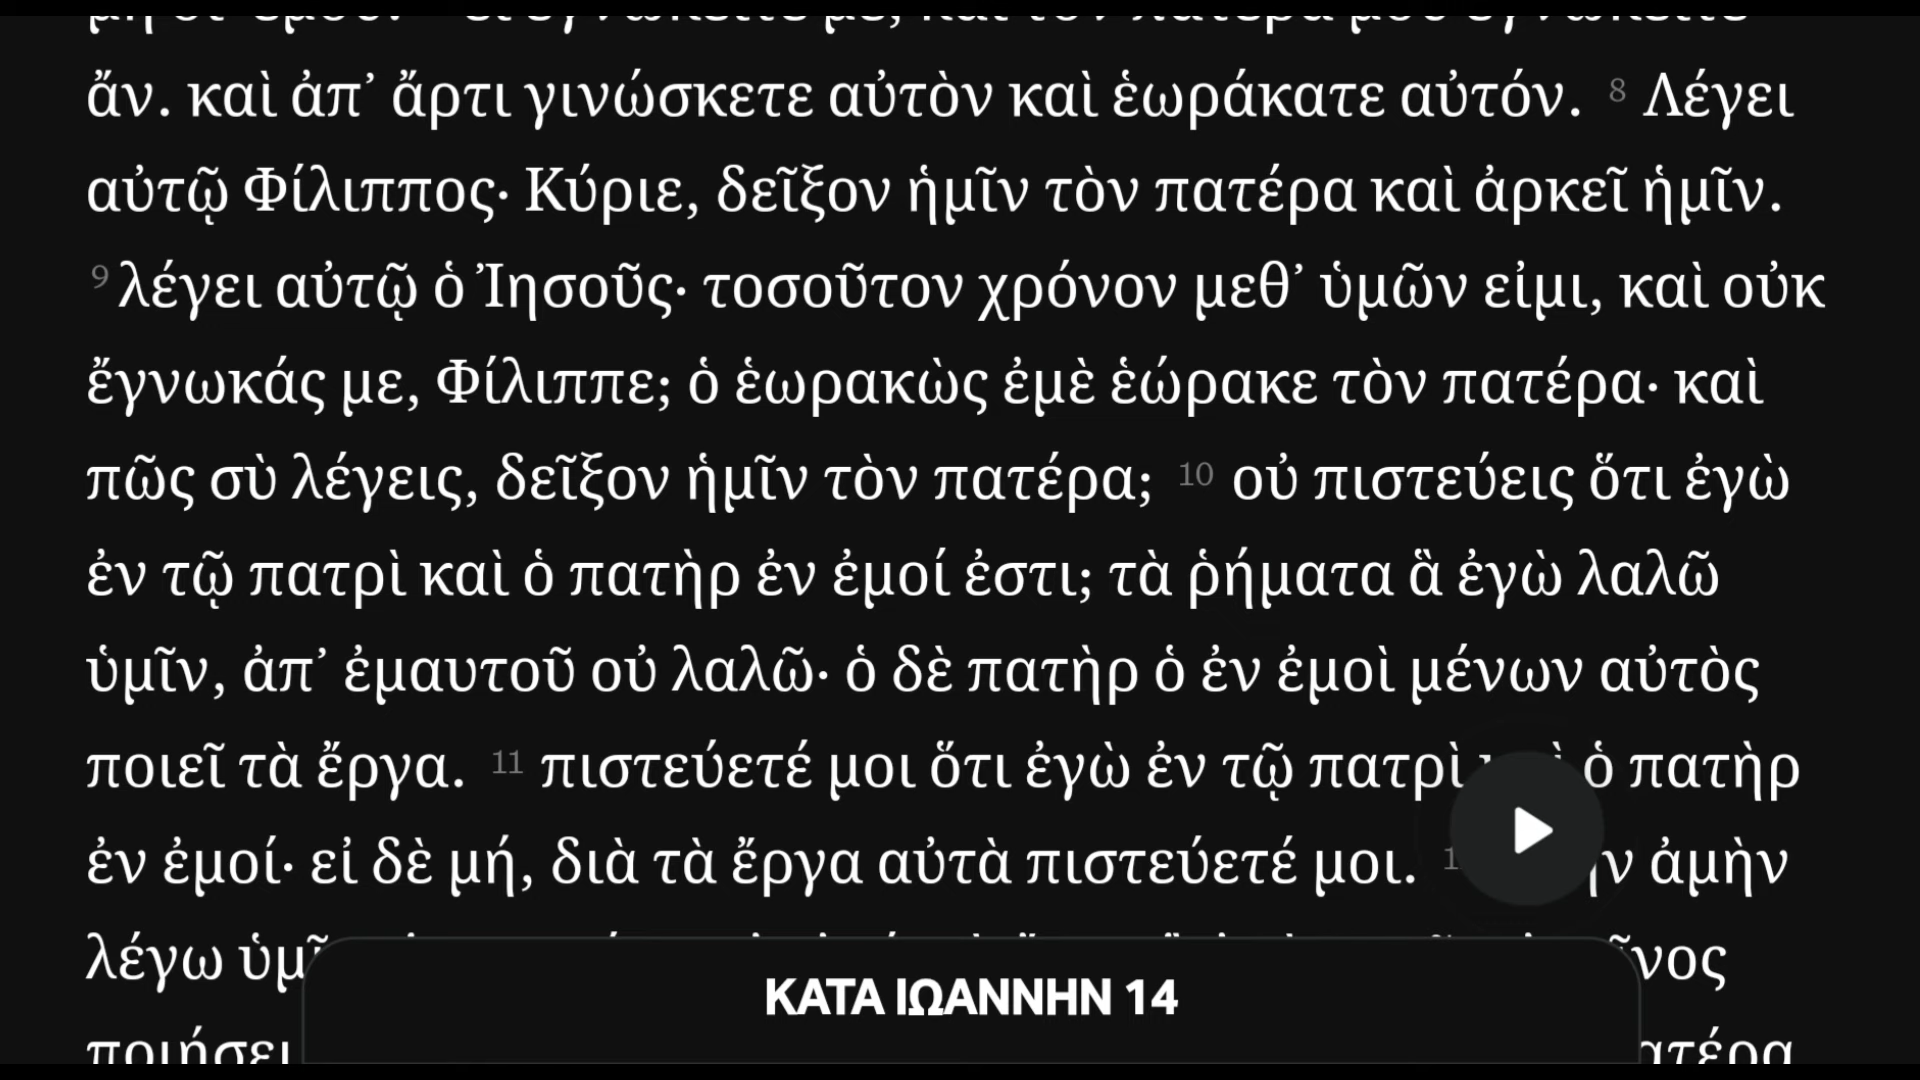 ἄν. καὶ ἀπ’ ἄρτι γινώσκετε αὐτὸν καὶ ἑωράκατε αὐτόν. 8 Λέγει
αὐτῷ Φίλιππος· Κύριε, δεῖξον ἡμῖν τὸν πατέρα καὶ ἀρκεῖ ἡμῖν.
9 λέγει αὐτῷ ὁ Ἰησοῦς· τοσοῦτον χρόνον μεθ’ ὑμῶν εἰμι, καὶ οὐκ
ἔγνωκάς με, Φίλιππε; ὁ ἑωρακὼς ἐμὲ ἑώρακε τὸν πατέρα· καὶ
πῶς σὺ λέγεις, δεῖξον ἡμῖν τὸν πατέρα; 10 οὐ πιστεύεις ὅτι ἐγὼ
ἐν τῷ πατρὶ καὶ ὁ πατὴρ ἐν ἐμοί ἐστι; τὰ ῥήματα ἃ ἐγὼ λαλῶ
ὑμῖν, ἀπ’ ἐμαυτοῦ οὐ λαλῶ· ὁ δὲ πατὴρ ὁ ἐν ἐμοὶ μένων αὐτὸς
ποιεῖ τὰ ἔργα. 11 πιστεύετέ μοι ὅτι ἐγὼ ἐν τῷ πατρὶ ὁ πατὴρ
ἐν ἐμοί· εἰ δὲ μή, διὰ τὰ ἔργα αὐτὰ πιστεύετέ μοι. ἀμὴν
λέγω
ΚΑΤΑ ΙΩΑΝΝΗΝ 14